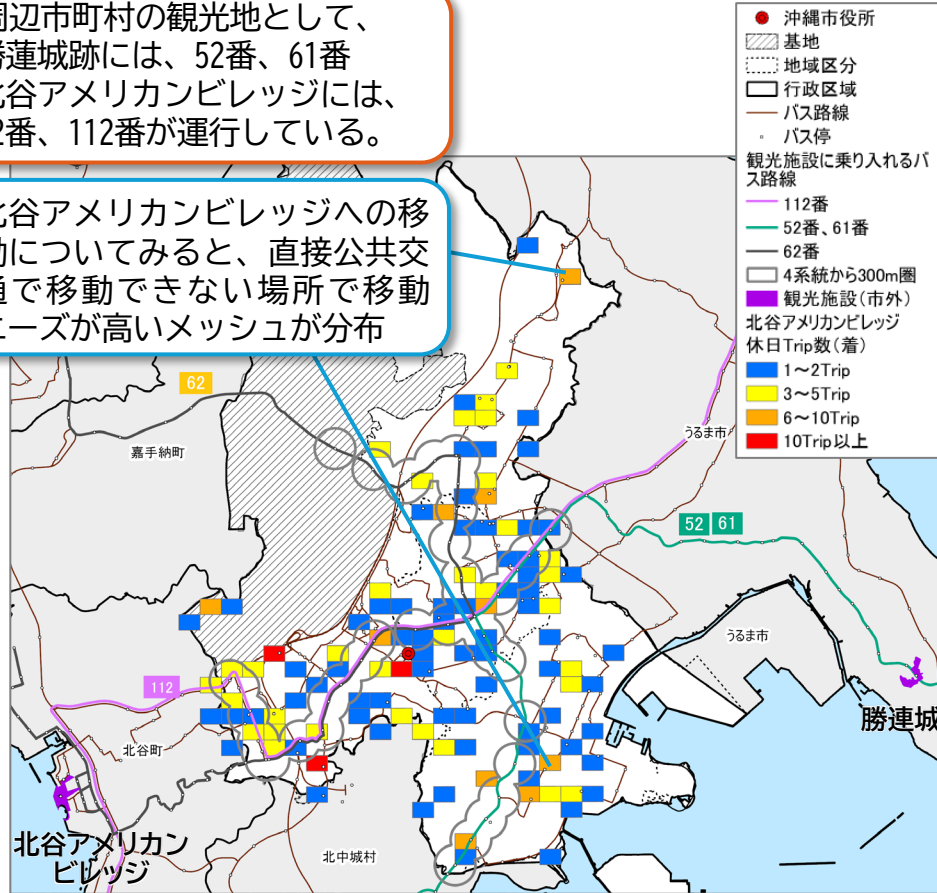 周辺市町村の観光地として、
勝蓮城跡には、52番、61番
北谷アメリカンビレッジには、
62番、112番が運行している。
北谷アメリカンビレッジへの移
動についてみると、直接公共交
通で移動できない場所で移動
ニーズが高いメッシュが分布
沖縄市役所
基地
地域区分
行政区域
バス路線
バス停
観光施設に乗り入れるバ
ス路線
112番
52番、61番
62番
4系統から300m圏
観光施設(市外)
北谷アメリカンビレッジ
休日Trip数(着)
1～2Trip
3～5Trip
6～10Trip
10Trip以上
62
嘉手納町
うるま市
52 61
うるま市
112
勝連城
北谷町
北谷アメリカン
ビレッジ
北中城村